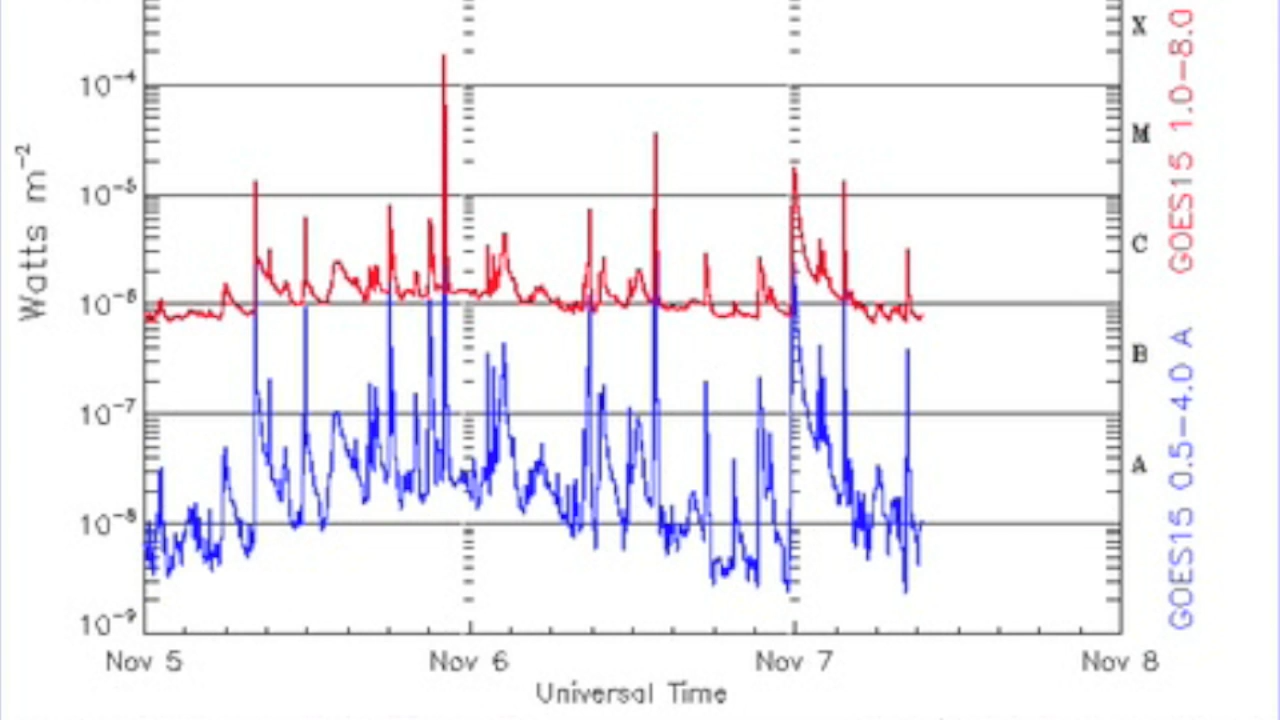 X
10⁻⁴
M
10⁻⁵
C
10⁻⁶
B
10⁻⁷
A
10⁻⁸
10⁻⁹
Watts m⁻²
Nov 5 Nov 6 Nov 7 Nov 8
Universal Time
GOES15 1.0-8.0
GOES15 0.5-4.0 A